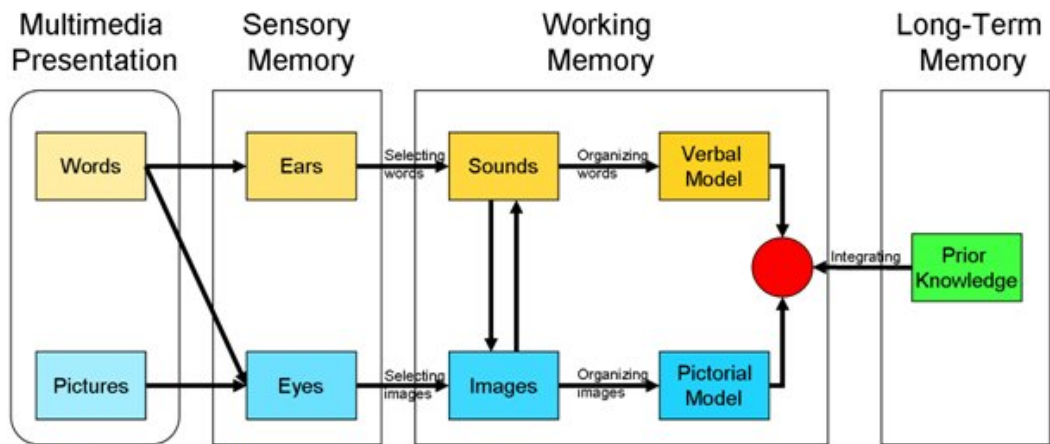 Multimedia
Presentation
Sensory
Memory
Working
Memory
Long-Term
Memory
Words
Ears
Selecting
words
Sounds
Organizing
words
Verbal
Model
Integrating
Prior
Knowledge
Pictures
Eyes
Selecting
images
Images
Organizing
images
Pictorial
Model